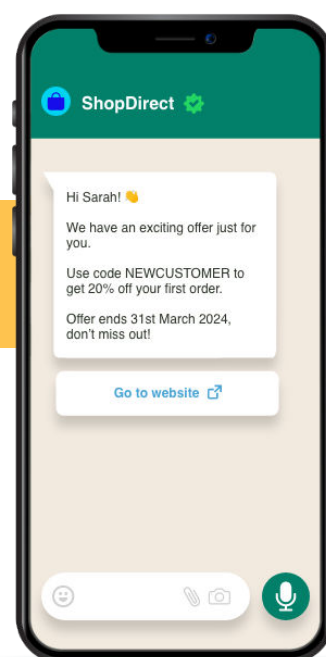 ShopDirect
Hi Sarah! 👋
We have an exciting offer just for
you.
Use code NEWCUSTOMER to
get 20% off your first order.
Offer ends 31st March 2024,
don't miss out!
Go to website